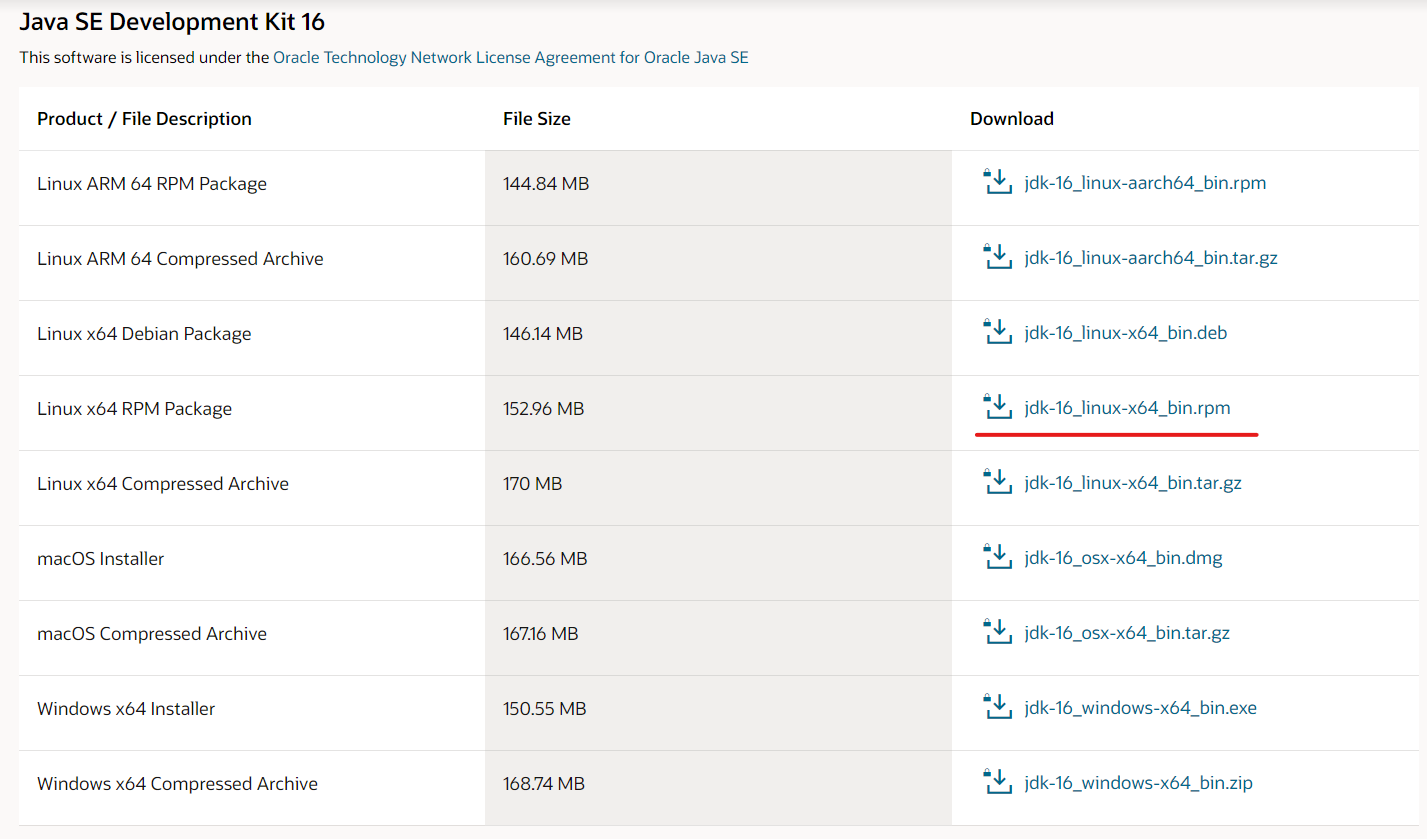 Java SE Development Kit 16
This software is licensed under the Oracle Technology Network License Agreement for Oracle Java SE
Product / File Description File Size Download
Linux ARM 64 RPM Package 144.84 MB jdk-16_linux-aarch64_bin.rpm
Linux ARM 64 Compressed Archive 160.69 MB jdk-16_linux-aarch64_bin.tar.gz
Linux x64 Debian Package 146.14 MB jdk-16_linux-x64_bin.deb
Linux x64 RPM Package 152.96 MB jdk-16_linux-x64_bin.rpm
Linux x64 Compressed Archive 170 MB jdk-16_linux-x64_bin.tar.gz
macOS Installer 166.56 MB jdk-16_osx-x64_bin.dmg
macOS Compressed Archive 167.16 MB jdk-16_osx-x64_bin.tar.gz
Windows x64 Installer 150.55 MB jdk-16_windows-x64_bin.exe
Windows x64 Compressed Archive 168.74 MB jdk-16_windows-x64_bin.zip